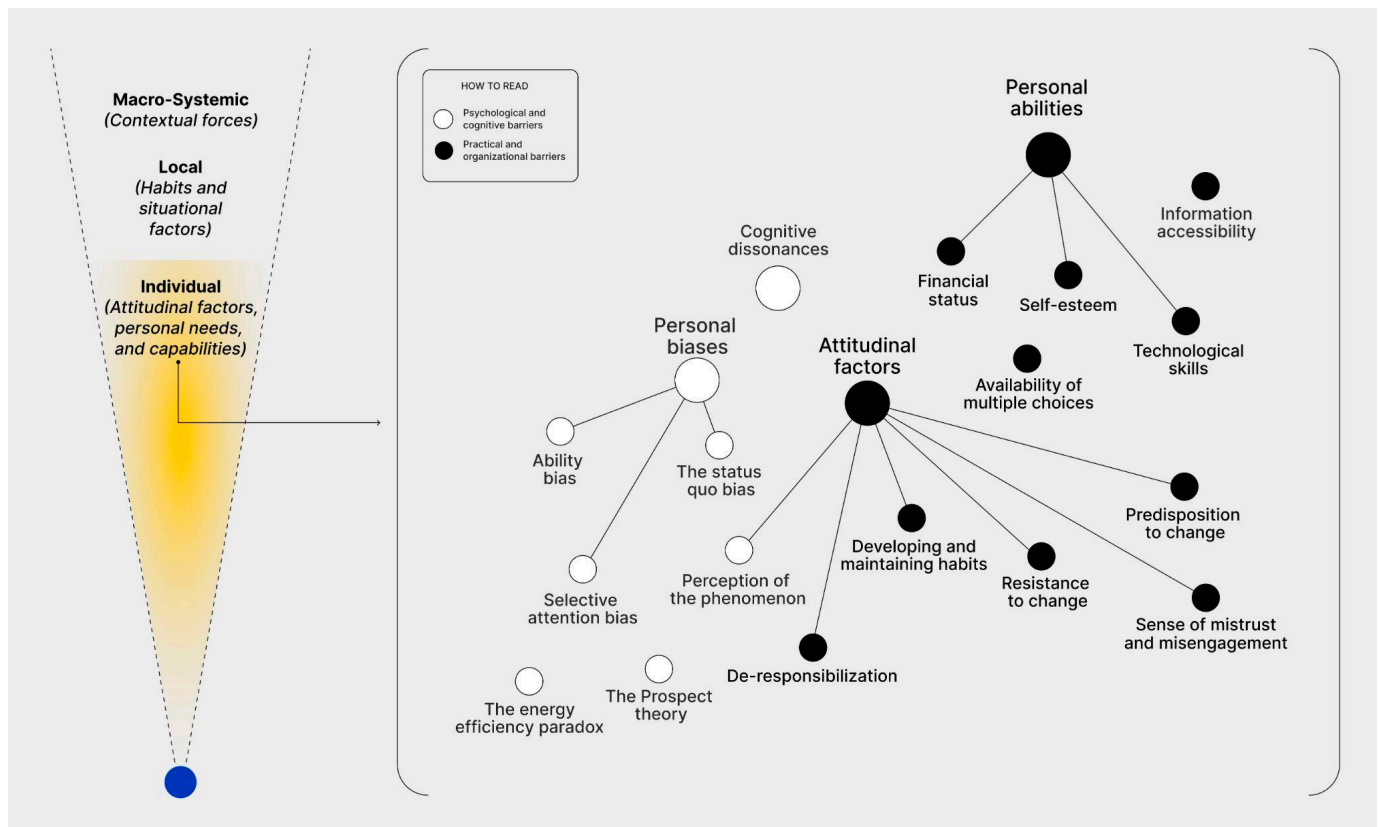 Macro-Systemic
(Contextual forces)
Local
(Habits and
situational
factors)
Individual
(Attitudinal factors,
personal needs,
and capabilities)
HOW TO READ
Psychological and
cognitive barriers
Practical and
organizational barriers
Personal
abilities
Information
accessibility
Cognitive
dissonances
Financial
status
Self-esteem
Technological
skills
Personal
biases
Attitudinal
factors
Availability of
multiple choices
Ability
bias
The status
quo bias
Predisposition
to change
Developing and
maintaining habits
Perception of
the phenomenon
Resistance
to change
Selective
attention bias
Sense of mistrust
and misengagement
De-responsibilization
The energy
efficiency paradox
The Prospect
theory